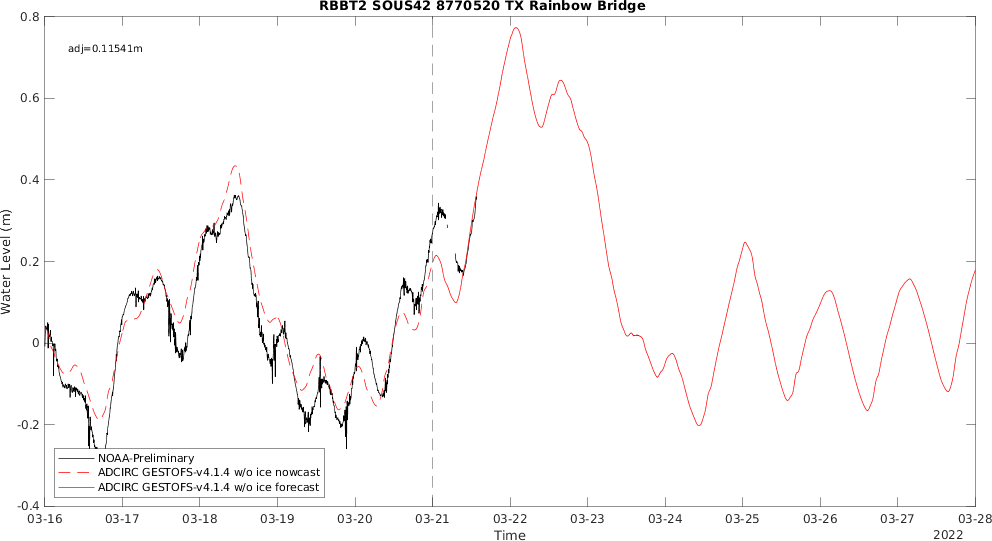 RBBT2 SOUS42 8770520 TX Rainbow Bridge
adj=0.11541m
0.8
0.6
0.4
0.2
0
-0.2
-0.4
Water Level (m)
NOAA-Preliminary
ADCIRC GESTOFS-v4.1.4 w/o ice nowcast
ADCIRC GESTOFS-v4.1.4 w/o ice forecast
03-16 03-17 03-18 03-19 03-20 03-21 03-22 03-23 03-24 03-25 03-26 03-27 03-28
Time
2022